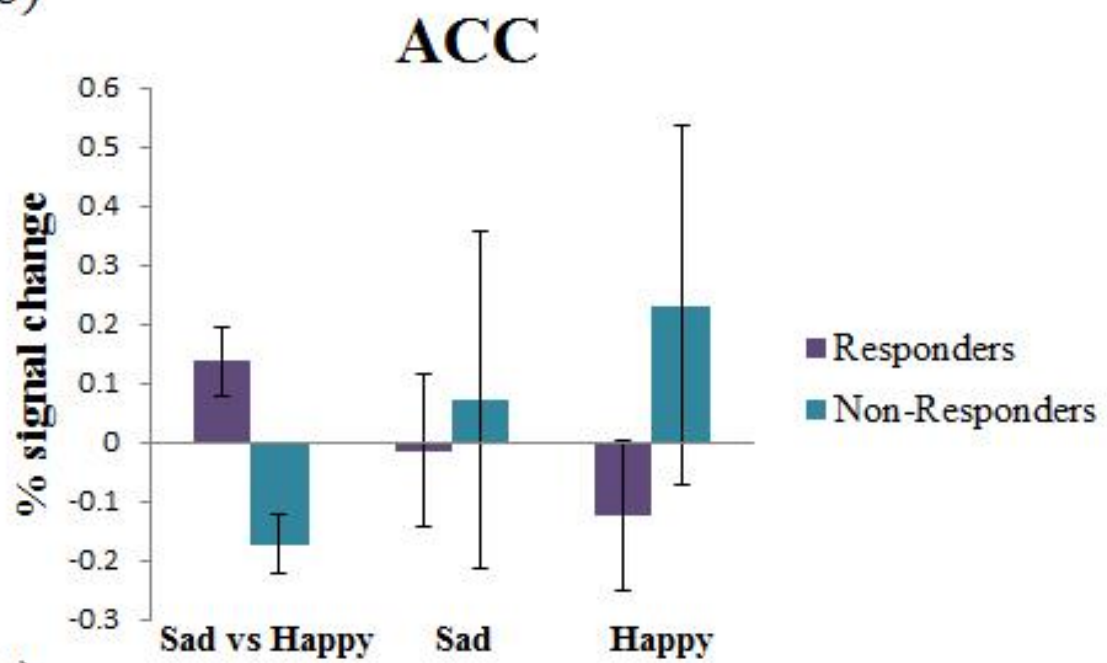 ACC
% signal change
0.6
0.5
0.4
0.3
0.2
0.1
0
-0.1
-0.2
-0.3
Sad vs Happy
Sad
Happy
Responders
Non-Responders